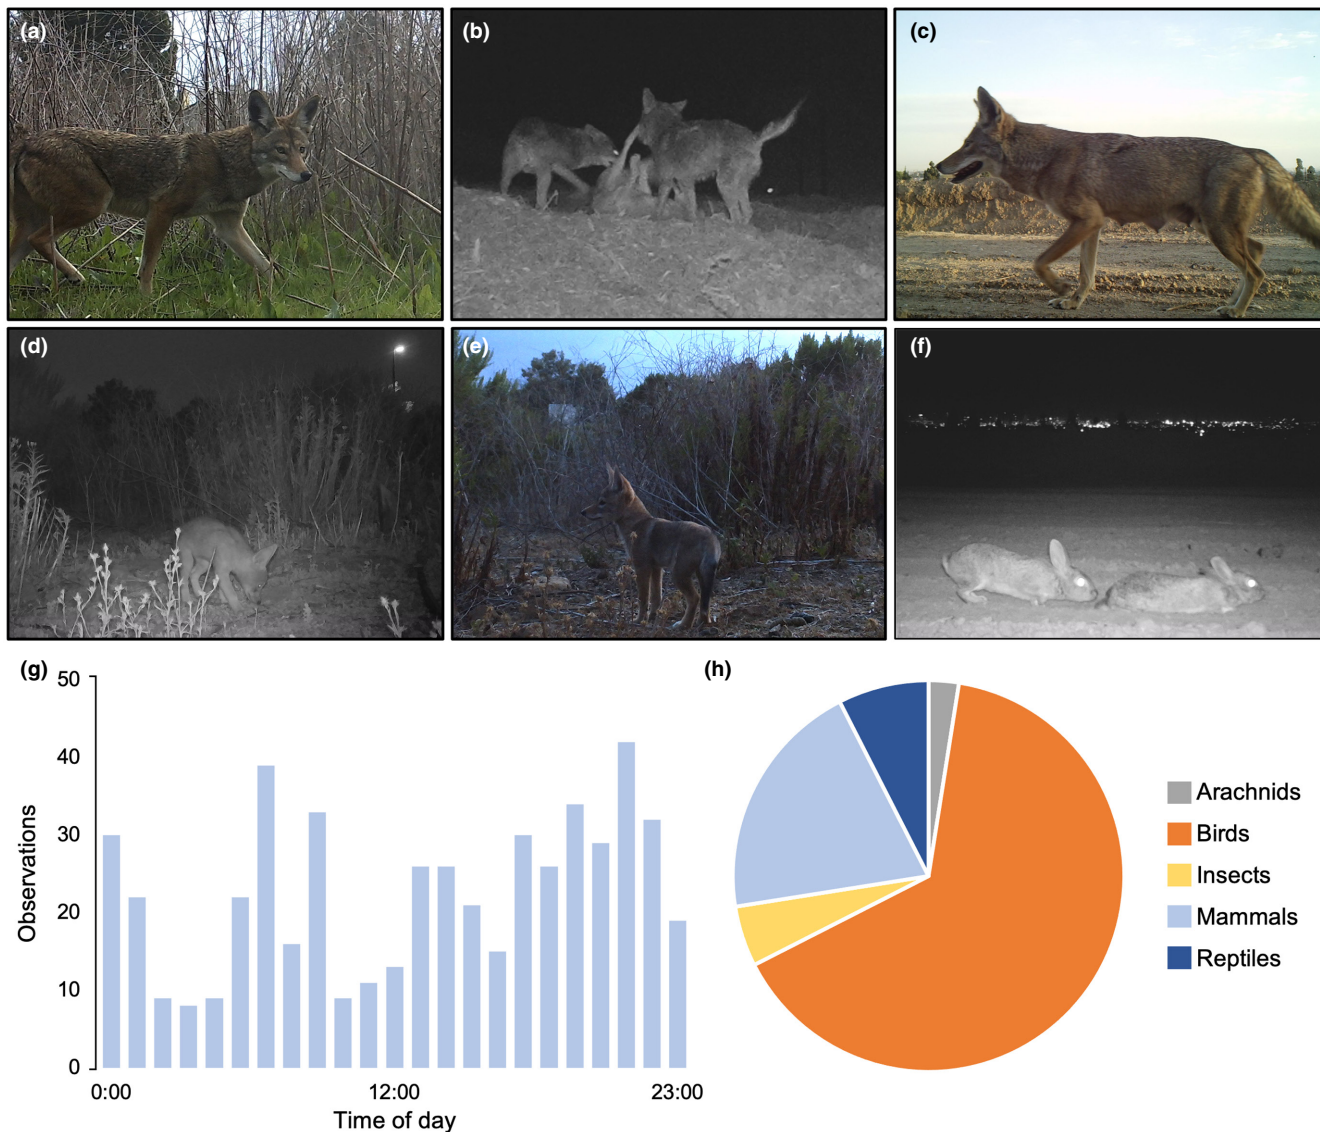 (a)
(b)
(c)
(d)
(e)
(f)
(g)
50
40
30
20
10
0
Observations
0:00
12:00
23:00
Time of day
(h)
Arachnids
Birds
Insects
Mammals
Reptiles